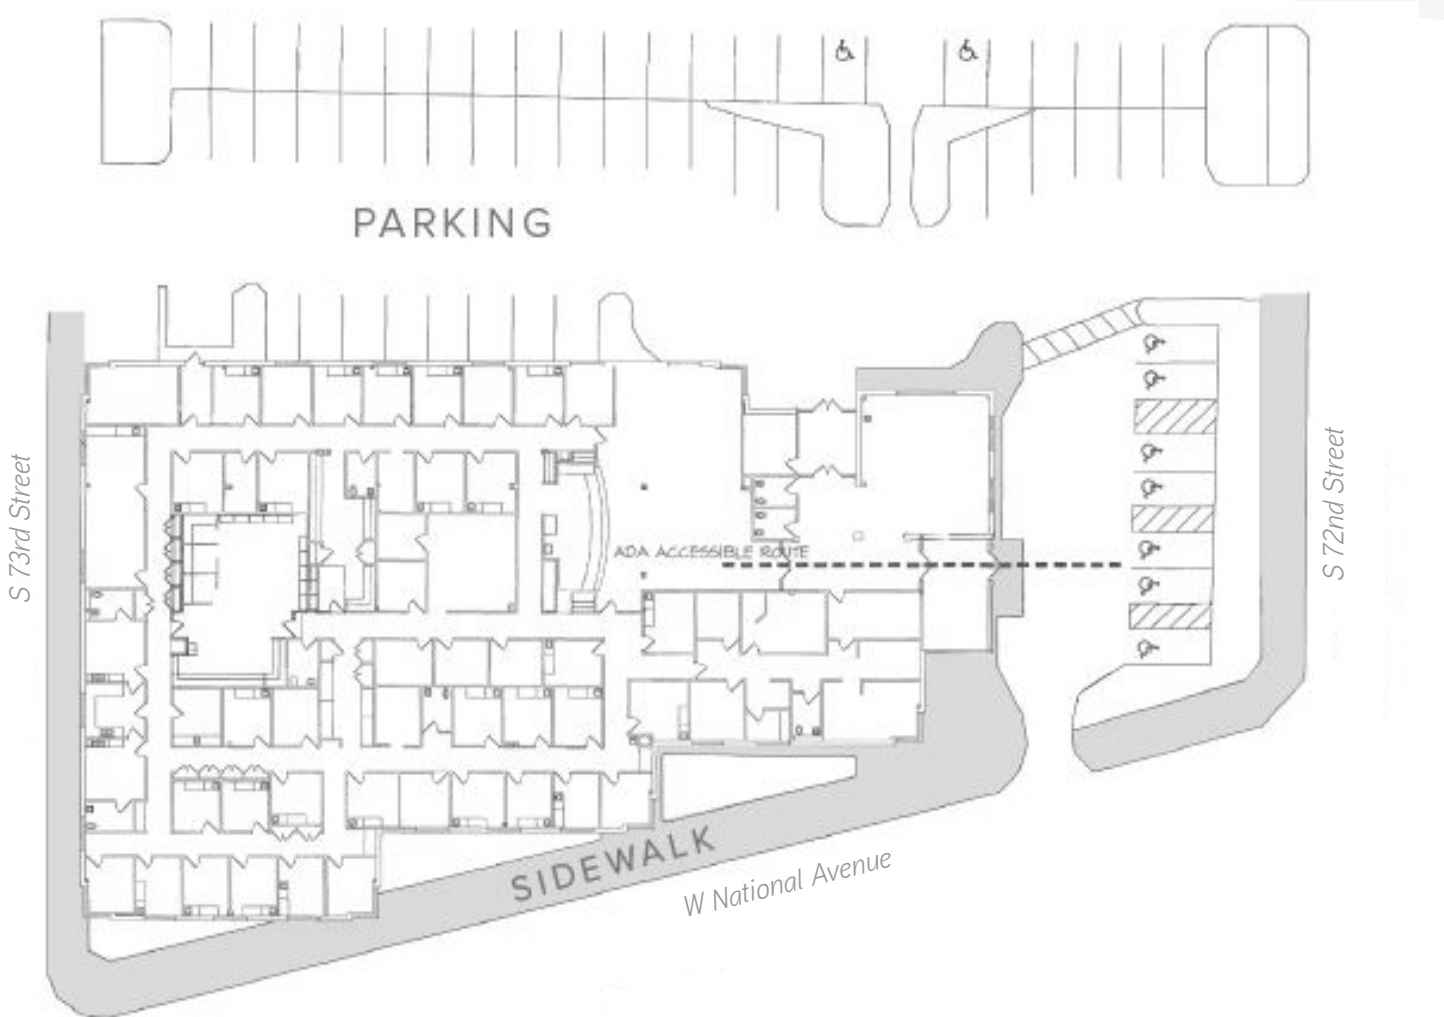 PARKING
S 73rd Street
S 72nd Street
ADA ACCESSIBLE ROUTE
SIDEWALK
W National Avenue